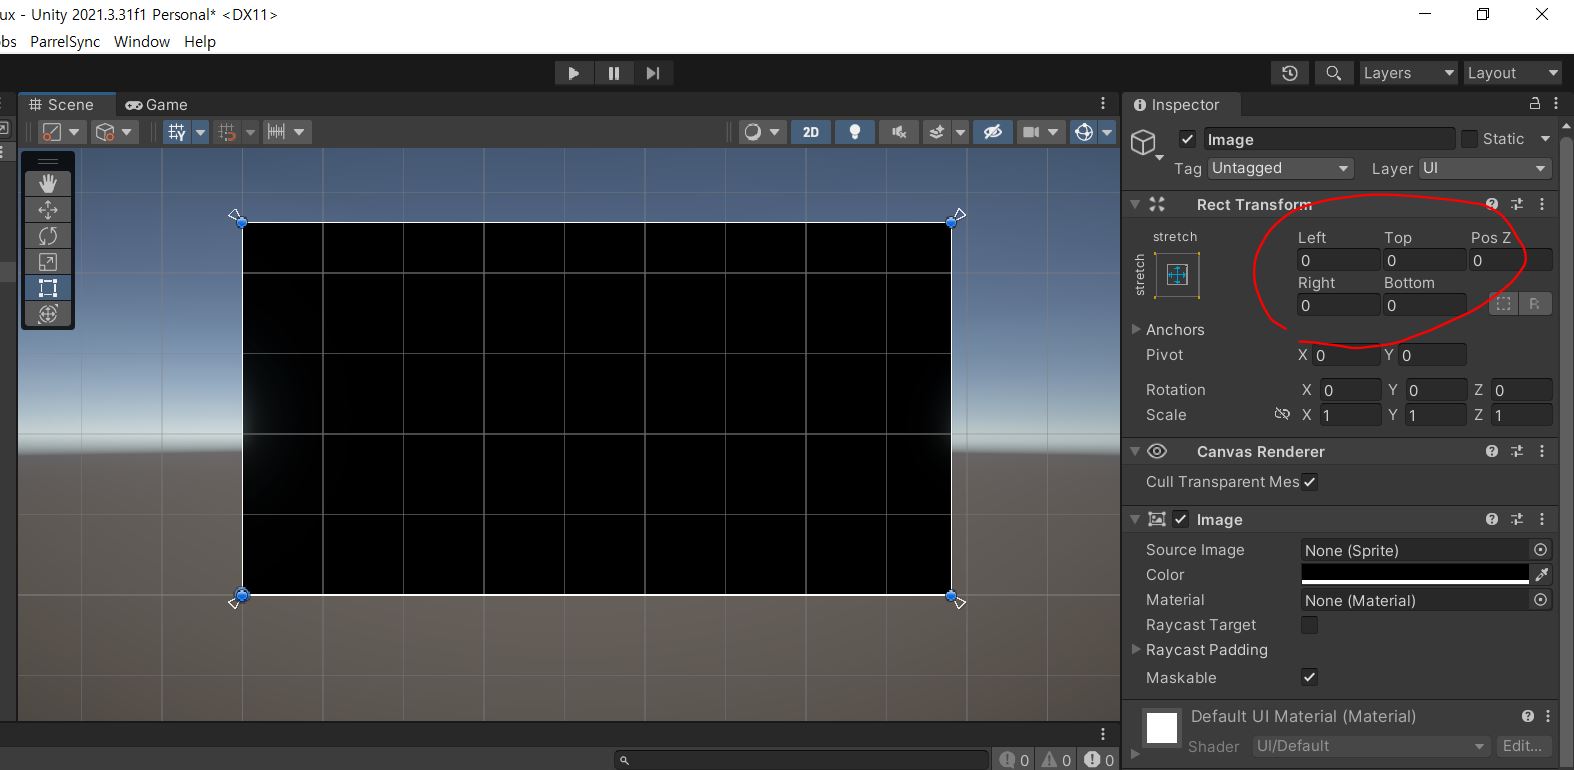 ux - Unity 2021.3.31f1 Personal* <DX11>
obs ParrelSync Window Help
Layers Layout
Scene Game
Inspector
2D
Image Static
Tag Untagged Layer UI
Rect Transform
stretch
stretch
Left Top Pos Z
0 0 0
Right Bottom
0 0 R
Anchors
Pivot X 0 Y 0
Rotation X 0 Y 0 Z 0
Scale X 1 Y 1 Z 1
Canvas Renderer
Cull Transparent Mes
Image
Source Image None (Sprite)
Color
Material None (Material)
Raycast Target
Raycast Padding
Maskable
Default UI Material (Material)
Shader UI/Default Edit...
0 0 0